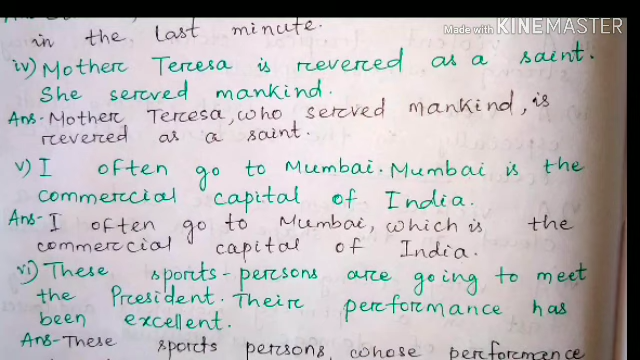 Made with KINEMASTER
in the last minute.
iv) Mother Teresa is revered as a saint.
She served mankind.
Ans- Mother Teresa, who served mankind, is
revered as a saint.
v) I often go to Mumbai. Mumbai is the
commercial capital of India.
Ans- I often go to Mumbai, which is the
commercial capital of India.
vi) These sports-persons are going to meet
the President. Their performance has
been excellent.
Ans- These sports persons, whose performence